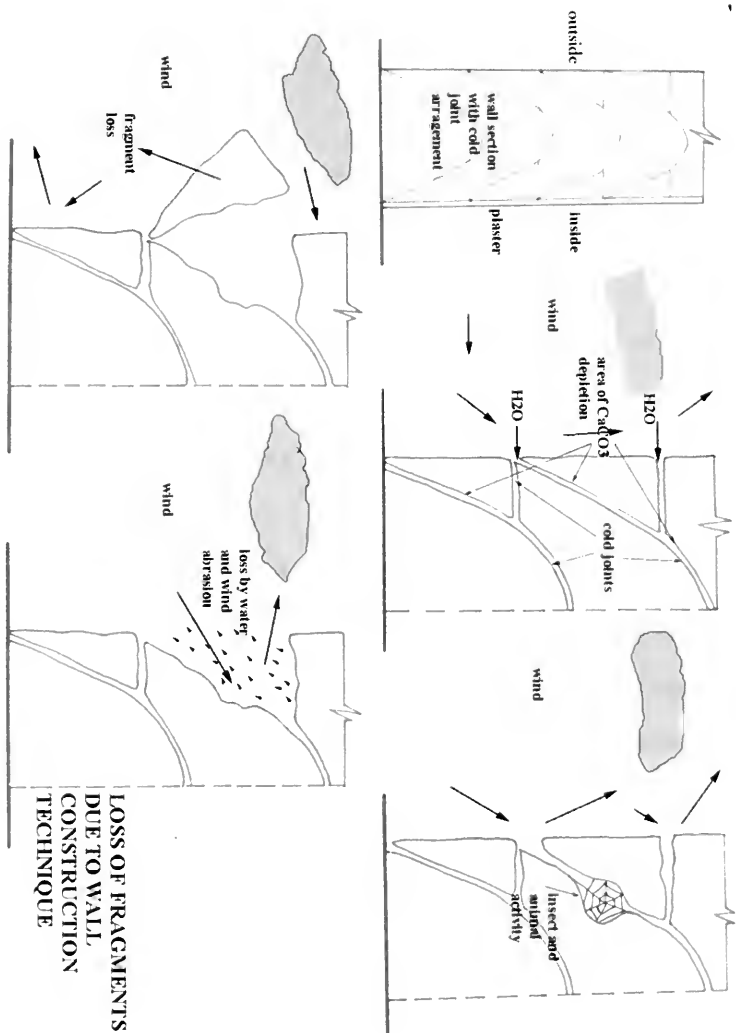 outside
wall section
with cold
joint
arragement
inside
plaster
wind
H2O
area of CaCO3
depletion
H2O
cold joints
wind
insect and
animal
activity
wind
fragment
loss
wind
loss by water
and wind
abrasion
LOSS OF FRAGMENTS
DUE TO WALL
CONSTRUCTION
TECHNIQUE